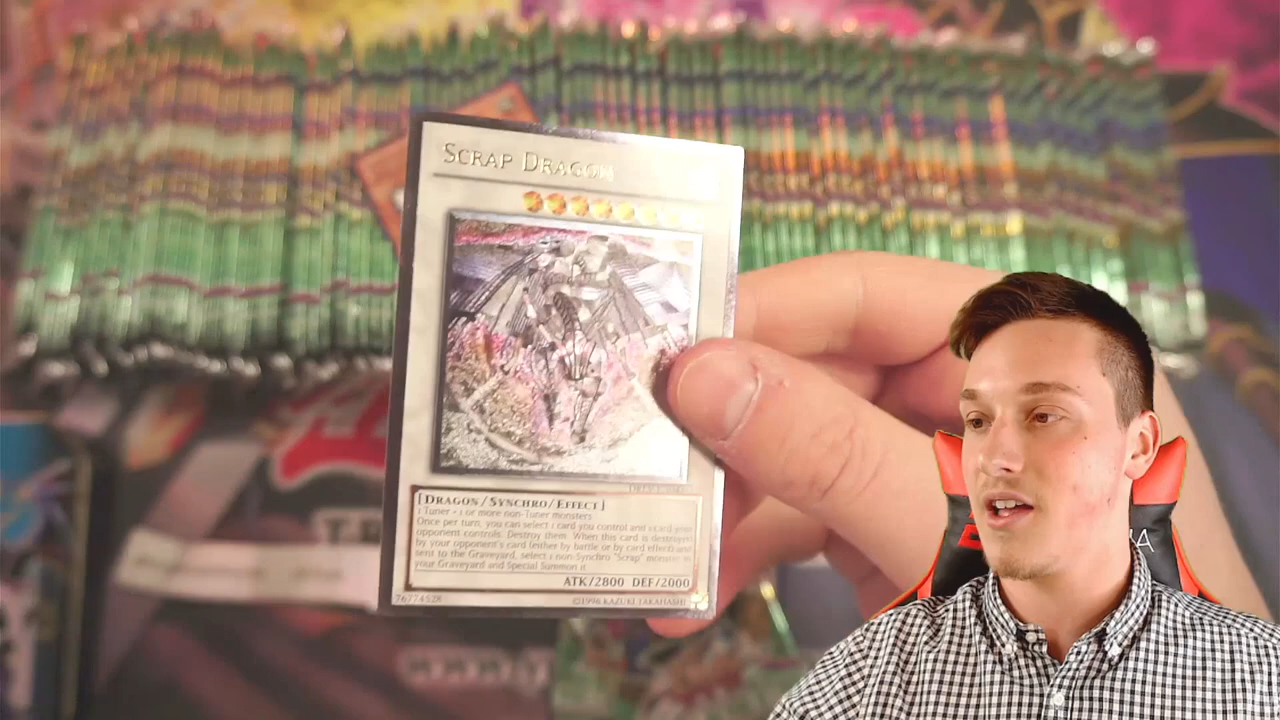 SCRAP DRAGON
[DRAGON/SYNCHRO/EFFECT]
1 Tuner + 1 or more non-Tuner monsters
Once per turn, you can select 1 card you control and 1 card your
opponent controls. Destroy them. When this card is destroyed
by your opponent's card (either by battle or by card effect) and
sent to the Graveyard, select 1 non-Synchro "Scrap" monster in
your Graveyard and Special Summon it.
ATK/2800 DEF/2000
76774528 ©1996 KAZUKI TAKAHASHI